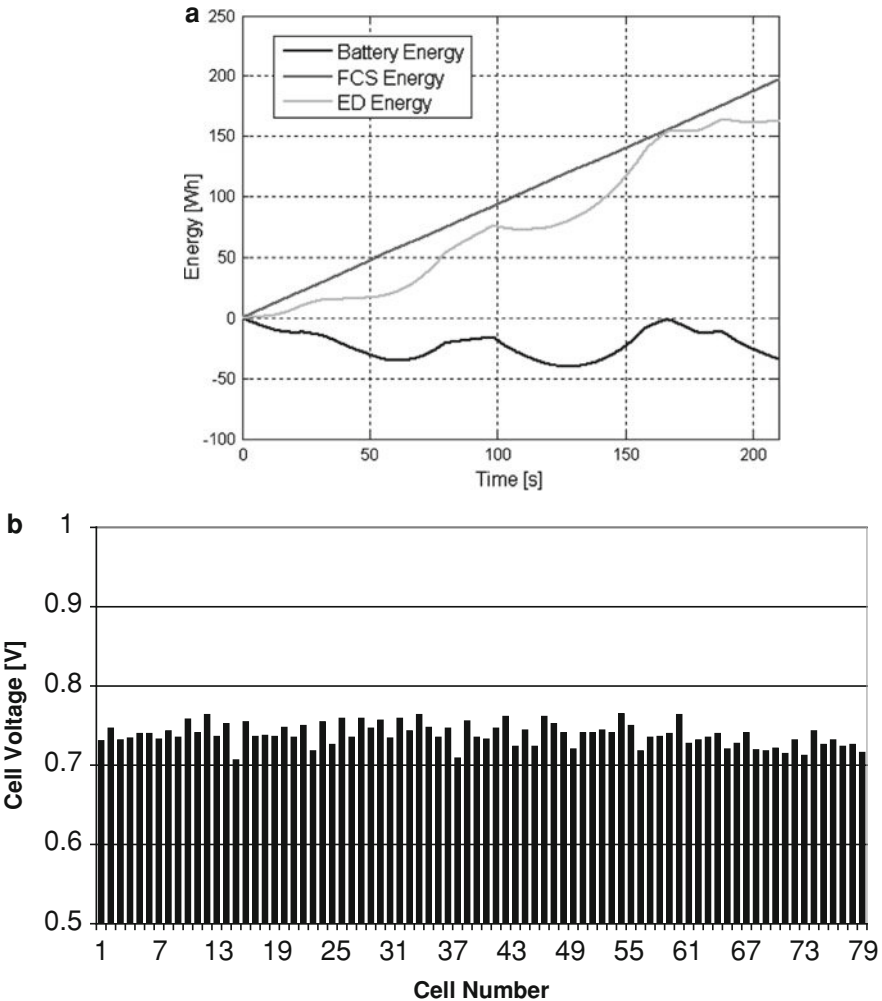 a
250
200
150
100
50
0
-50
-100
Energy [Wh]
Battery Energy
FCS Energy
ED Energy
0 50 100 150 200
Time [s]
b
1
0.9
0.8
0.7
0.6
0.5
Cell Voltage [V]
1 7 13 19 25 31 37 43 49 55 61 67 73 79
Cell Number